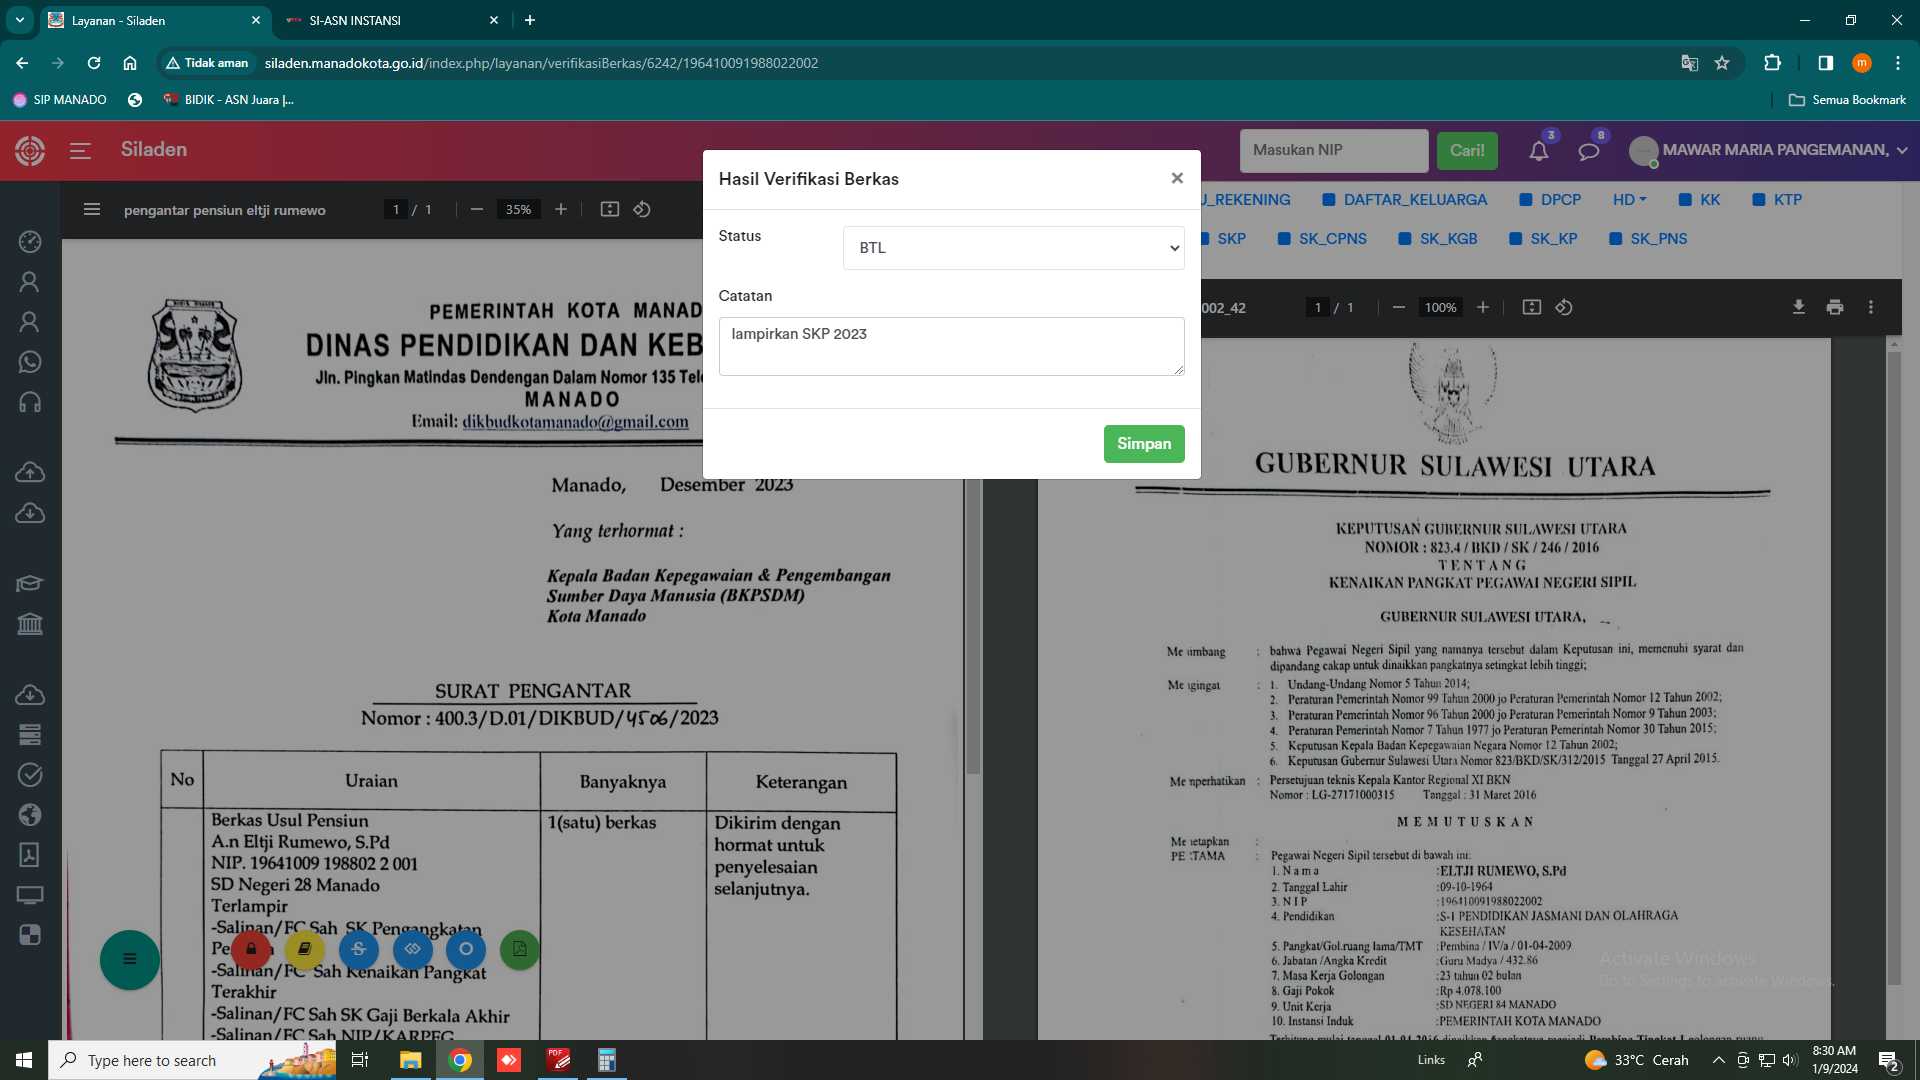 Layanan - Siladen
SI-ASN INSTANSI
Tidak aman
siladen.manadokota.go.id/index.php/layanan/verifikasiBerkas/6242/196410091988022002
m
SIP MANADO
BIDIK - ASN Juara |...
Semua Bookmark
Siladen
Masukan NIP
Cari!
3
8
MAWAR MARIA PANGEMANAN,
pengantar pensiun eltji rumewo
1 / 1
35%
Hasil Verifikasi Berkas
Status
BTL
Catatan
lampirkan SKP 2023
Simpan
U_REKENING
DAFTAR_KELUARGA
DPCP
HD
KK
KTP
SKP
SK_CPNS
SK_KGB
SK_KP
SK_PNS
002_42
1 / 1
100%
PEMERINTAH KOTA MANAD
DINAS PENDIDIKAN DAN KEB
Jln. Pingkan Matindas Dendengan Dalam Nomor 135 Tel
MANADO
Email: dikbudkotamanado@gmail.com
Manado, Desember 2023
Yang terhormat :
Kepala Badan Kepegawaian & Pengembangan
Sumber Daya Manusia (BKPSDM)
Kota Manado
SURAT PENGANTAR
Nomor : 400.3/D.01/DIKBUD/4506/2023
No Uraian Banyaknya Keterangan
Berkas Usul Pensiun
A.n Eltji Rumewo, S.Pd
NIP. 19641009 198802 2 001
SD Negeri 28 Manado
Terlampir
-Salinan/FC Sah SK Pengangkatan
-Salinan/FC Sah Kenaikan Pangkat
Terakhir
-Salinan/FC Sah SK Gaji Berkala Akhir
-Salinan/FC Sah NIP/KARPEG
1(satu) berkas
Dikirim dengan
hormat untuk
penyelesaian
selanjutnya.
GUBERNUR SULAWESI UTARA
KEPUTUSAN GUBERNUR SULAWESI UTARA
NOMOR : 823.4 / BKD / SK / 246 / 2016
T E N T A N G
KENAIKAN PANGKAT PEGAWAI NEGERI SIPIL
GUBERNUR SULAWESI UTARA,
: bahwa Pegawai Negeri Sipil yang namanya tersebut dalam Keputusan ini, memenuhi syarat dan
dipandang cakap untuk dinaikkan pangkatnya setingkat lebih tinggi;
: 1. Undang-Undang Nomor 5 Tahun 2014;
2. Peraturan Pemerintah Nomor 99 Tahun 2000 jo Peraturan Pemerintah Nomor 12 Tahun 2002;
3. Peraturan Pemerintah Nomor 96 Tahun 2000 jo Peraturan Pemerintah Nomor 9 Tahun 2003;
4. Peraturan Pemerintah Nomor 7 Tahun 1977 jo Peraturan Pemerintah Nomor 30 Tahun 2015;
5. Keputusan Kepala Badan Kepegawaian Negara Nomor 12 Tahun 2002;
6. Keputusan Gubernur Sulawesi Utara Nomor 823/BKD/SK/312/2015 Tanggal 27 April 2015.
: Persetujuan teknis Kepala Kantor Regional XI BKN
Nomor : LG-27171000315 Tanggal : 31 Maret 2016
M E M U T U S K A N
: Pegawai Negeri Sipil tersebut di bawah ini:
1. N a m a :ELTJI RUMEWO, S.Pd
2. Tanggal Lahir :09-10-1964
3. N I P :196410091988022002
4. Pendidikan :S-1 PENDIDIKAN JASMANI DAN OLAHRAGA
KESEHATAN
5. Pangkat/Gol.ruang lama/TMT :Pembina / IV/a / 01-04-2009
6. Jabatan /Angka Kredit :Guru Madya / 432.86
7. Masa Kerja Golongan :23 tahun 02 bulan
8. Gaji Pokok :Rp 4.078.100
9. Unit Kerja :SD NEGERI 84 MANADO
10. Instansi Induk :PEMERINTAH KOTA MANADO
Activate Windows
Go to Settings to activate Windows.
Type here to search
Links
33°C Cerah
8:30 AM
1/9/2024
2